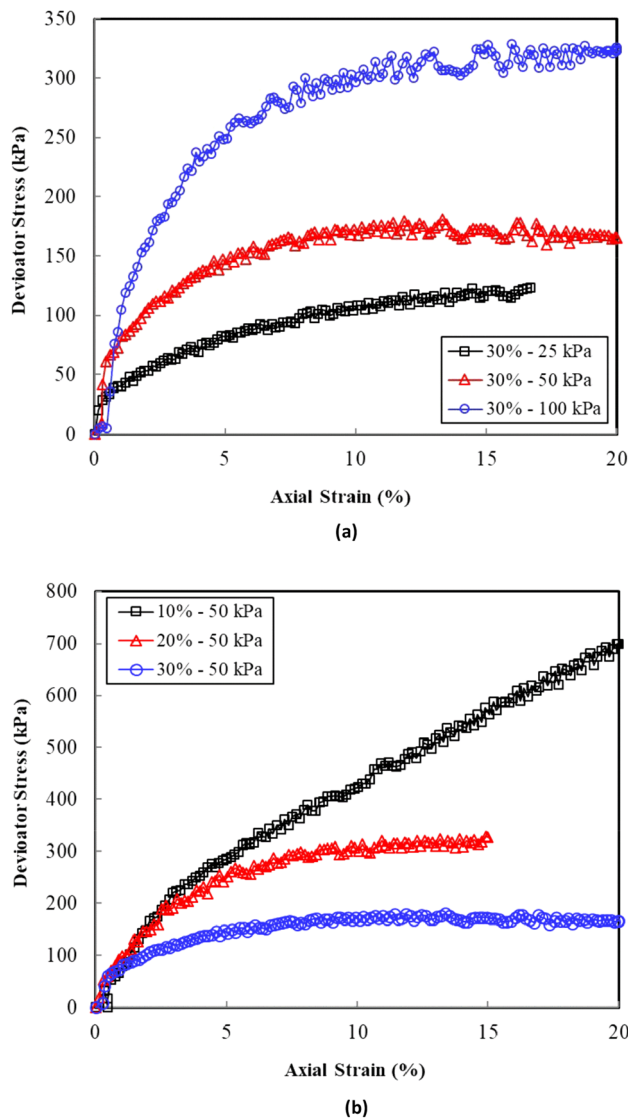 350
300
250
200
150
100
50
0
Devioator Stress (kPa)
30% - 25 kPa
30% - 50 kPa
30% - 100 kPa
0 5 10 15 20
Axial Strain (%)
(a)
800
700
600
500
400
300
200
100
0
Devioator Stress (kPa)
10% - 50 kPa
20% - 50 kPa
30% - 50 kPa
0 5 10 15 20
Axial Strain (%)
(b)